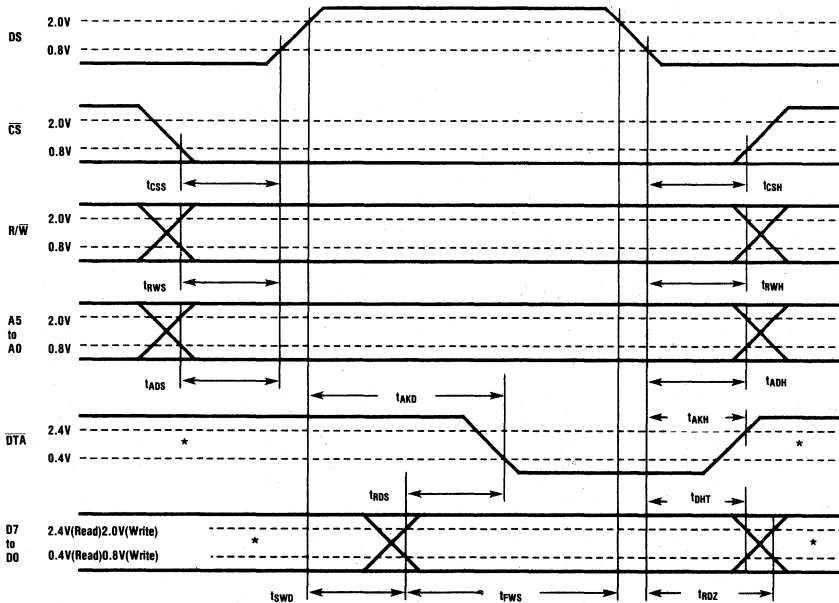 DS
2.0V
0.8V
C̅S̅
2.0V
0.8V
tCSS
tCSH
R/W̅
2.0V
0.8V
tRWS
tRWH
A5
to
A0
2.0V
0.8V
tADS
tADH
tAKD
tAKH
D̅T̅A̅
2.4V
0.4V
*
*
tRDS
tDHT
D7
to
D0
2.4V(Read)2.0V(Write)
0.4V(Read)0.8V(Write)
*
*
tSWD
tFWS
tRDZ